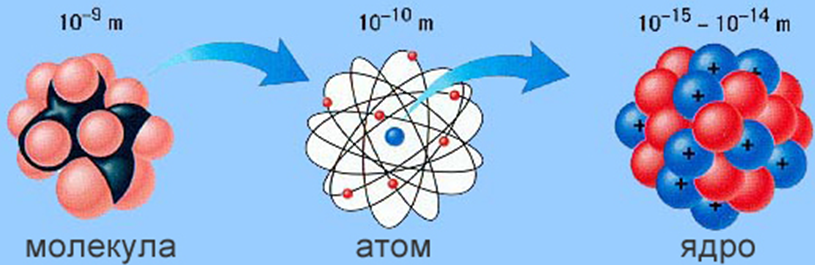 10⁻⁹ m
10⁻¹⁰ m
10⁻¹⁵ – 10⁻¹⁴ m
+ + + + + + + + +
молекула
атом
ядро